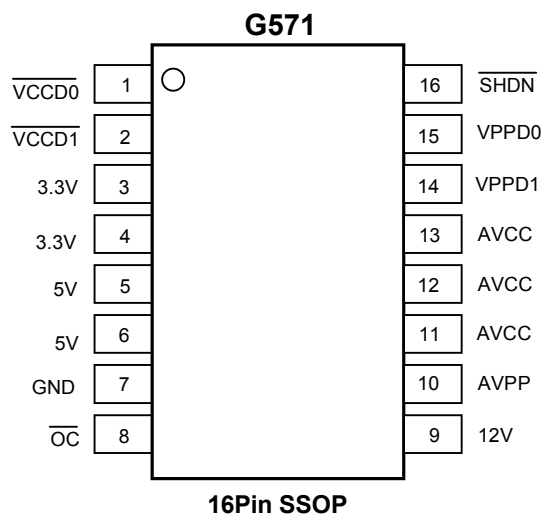 G571
VCCD0 1 16 SHDN
VCCD1 2 15 VPPD0
3.3V 3 14 VPPD1
3.3V 4 13 AVCC
5V 5 12 AVCC
5V 6 11 AVCC
GND 7 10 AVPP
OC 8 9 12V
16Pin SSOP